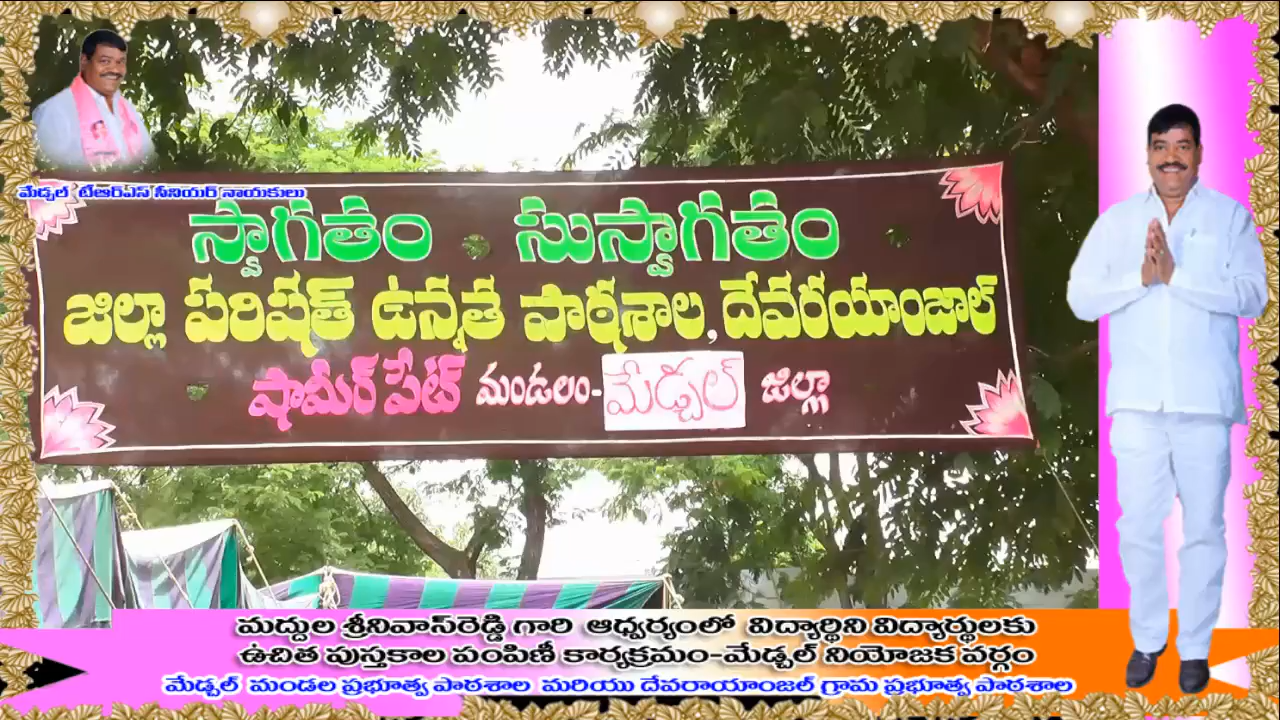 మేడ్చల్ టీఆర్ఎస్ సీనియర్ నాయకులు
స్వాగతం సుస్వాగతం
జిల్లా పరిషత్ ఉన్నత పాఠశాల, దేవరయాంజాల్
షామీర్ పేట్ మండలం-మేడ్చల్ జిల్లా
మద్దుల శ్రీనివాస్‌రెడ్డి గారి ఆధ్వర్యంలో విద్యార్థిని విద్యార్థులకు
ఉచిత పుస్తకాల పంపిణీ కార్యక్రమం-మేడ్చల్ నియోజక వర్గం
మేడ్చల్ మండల ప్రభూత్వ పాఠశాల మరియు దేవరాయాంజల్ గ్రామ ప్రభూత్వ పాఠశాల